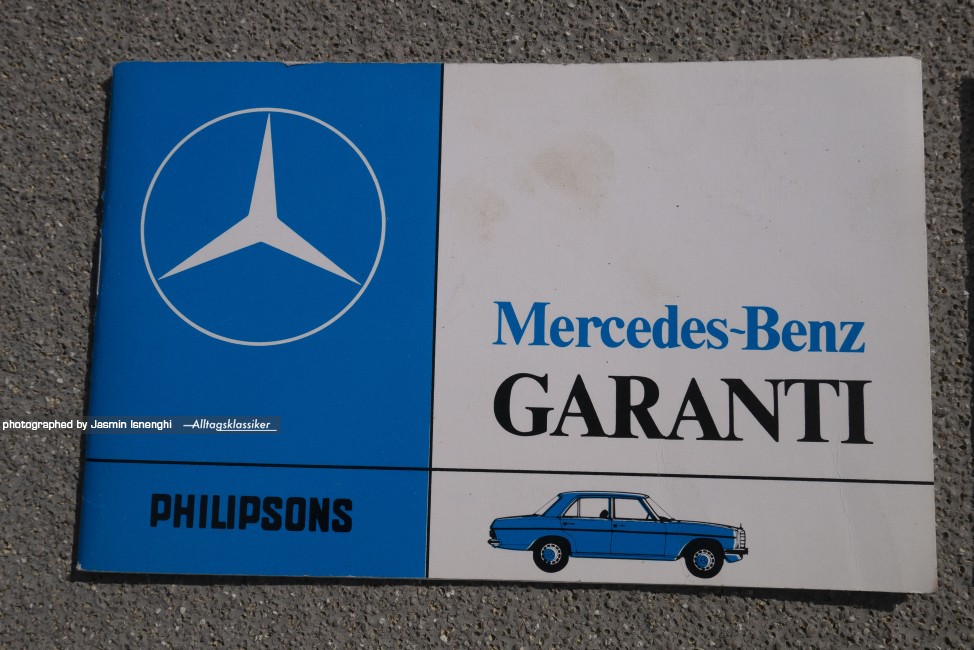 Mercedes-Benz
GARANTI
PHILIPSONS
photographed by Jasmin Isnenghi Alltagsklassiker